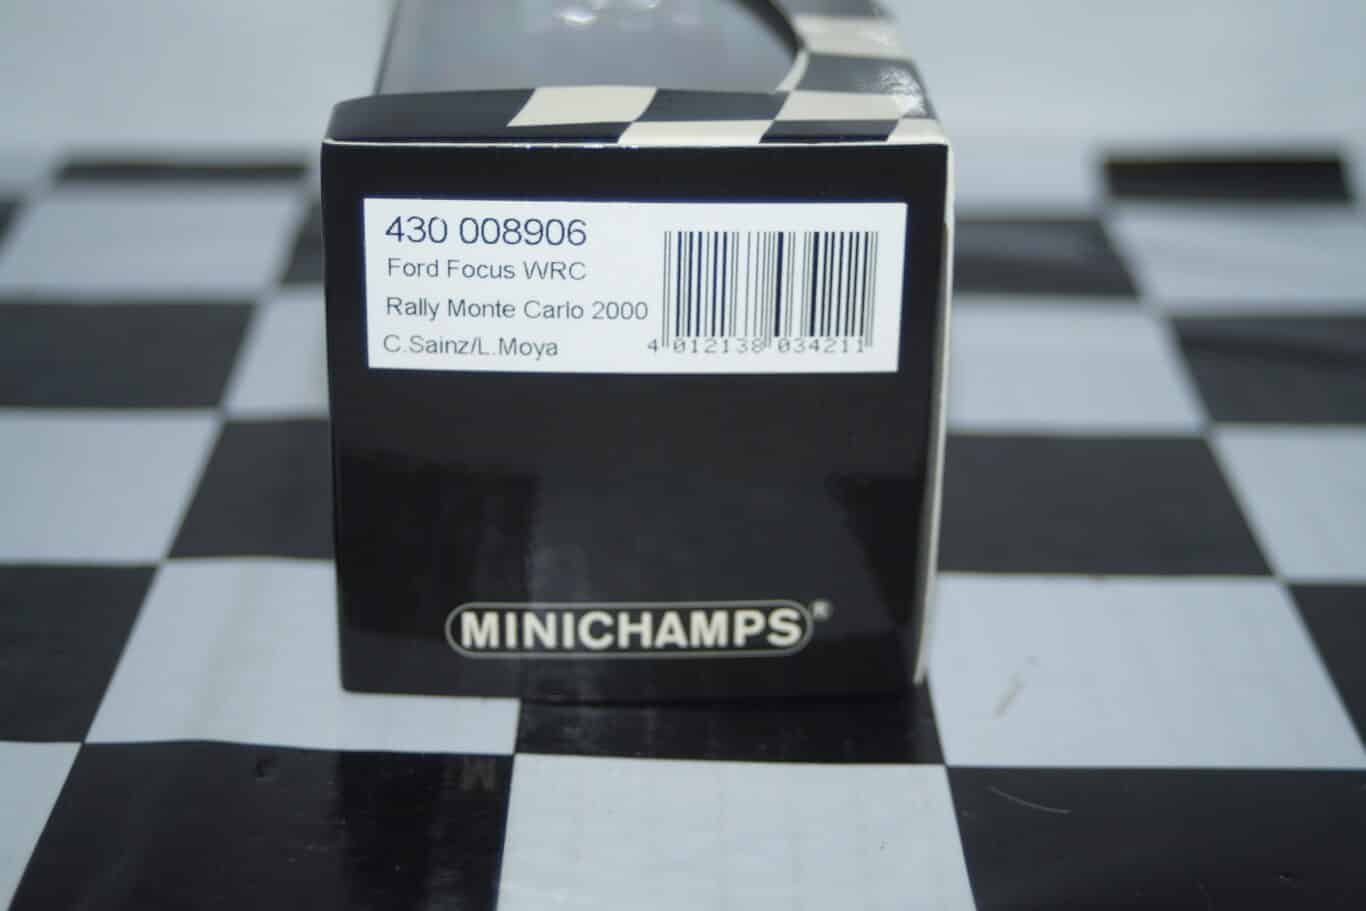 430 008906
Ford Focus WRC
Rally Monte Carlo 2000
C.Sainz/L.Moya
4 012138 034211
MINICHAMPS®